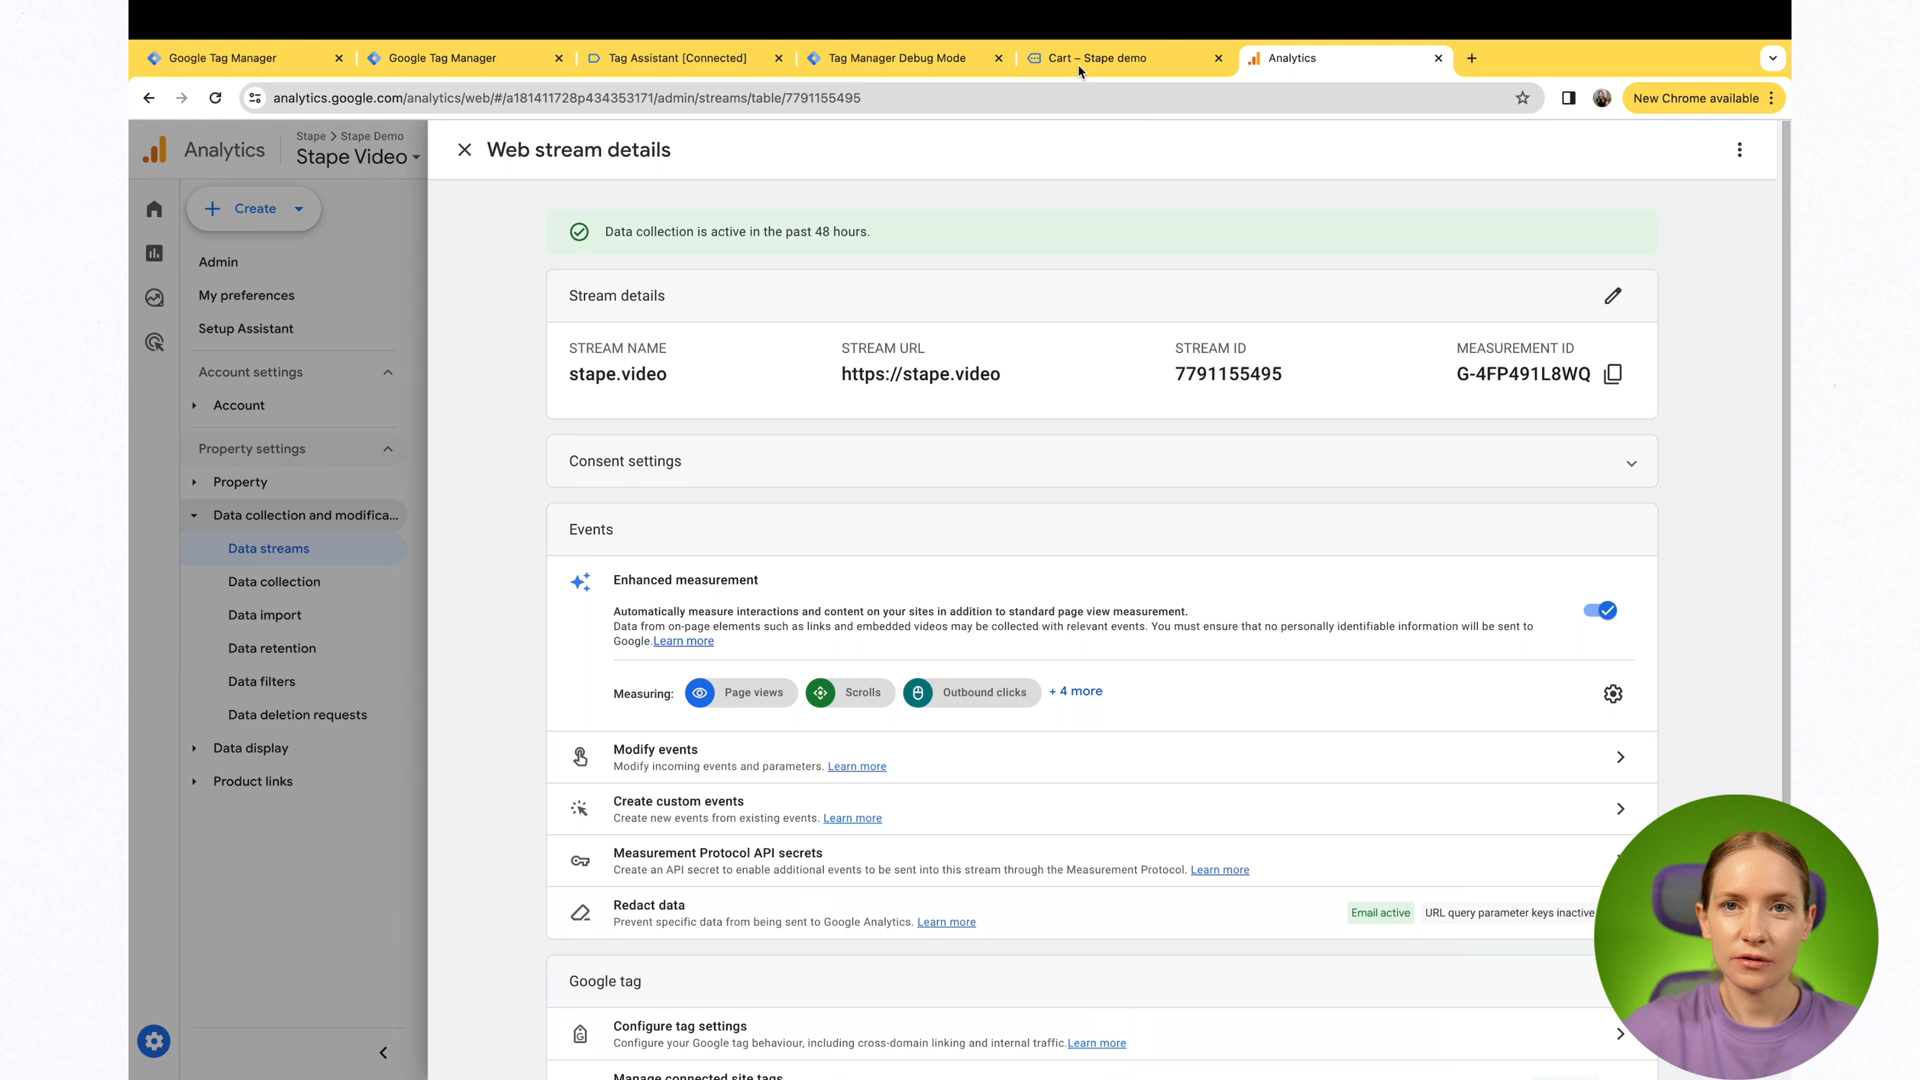 Google Tag Manager
Google Tag Manager
Tag Assistant [Connected]
Tag Manager Debug Mode
Cart – Stape demo
Analytics
analytics.google.com/analytics/web/#/a181411728p434353171/admin/streams/table/7791155495
New Chrome available
Analytics
Stape > Stape Demo
Stape Video
Web stream details
Create
Admin
My preferences
Setup Assistant
Account settings
Account
Property settings
Property
Data collection and modifica...
Data streams
Data collection
Data import
Data retention
Data filters
Data deletion requests
Data display
Product links
Data collection is active in the past 48 hours.
Stream details
STREAM NAME
stape.video
STREAM URL
https://stape.video
STREAM ID
7791155495
MEASUREMENT ID
G-4FP491L8WQ
Consent settings
Events
Enhanced measurement
Automatically measure interactions and content on your sites in addition to standard page view measurement.
Data from on-page elements such as links and embedded videos may be collected with relevant events. You must ensure that no personally identifiable information will be sent to
Google. Learn more
Measuring: Page views Scrolls Outbound clicks + 4 more
Modify events
Modify incoming events and parameters. Learn more
Create custom events
Create new events from existing events. Learn more
Measurement Protocol API secrets
Create an API secret to enable additional events to be sent into this stream through the Measurement Protocol. Learn more
Redact data
Prevent specific data from being sent to Google Analytics. Learn more
Email active URL query parameter keys inactive
Google tag
Configure tag settings
Configure your Google tag behaviour, including cross-domain linking and internal traffic. Learn more
Manage connected site tags